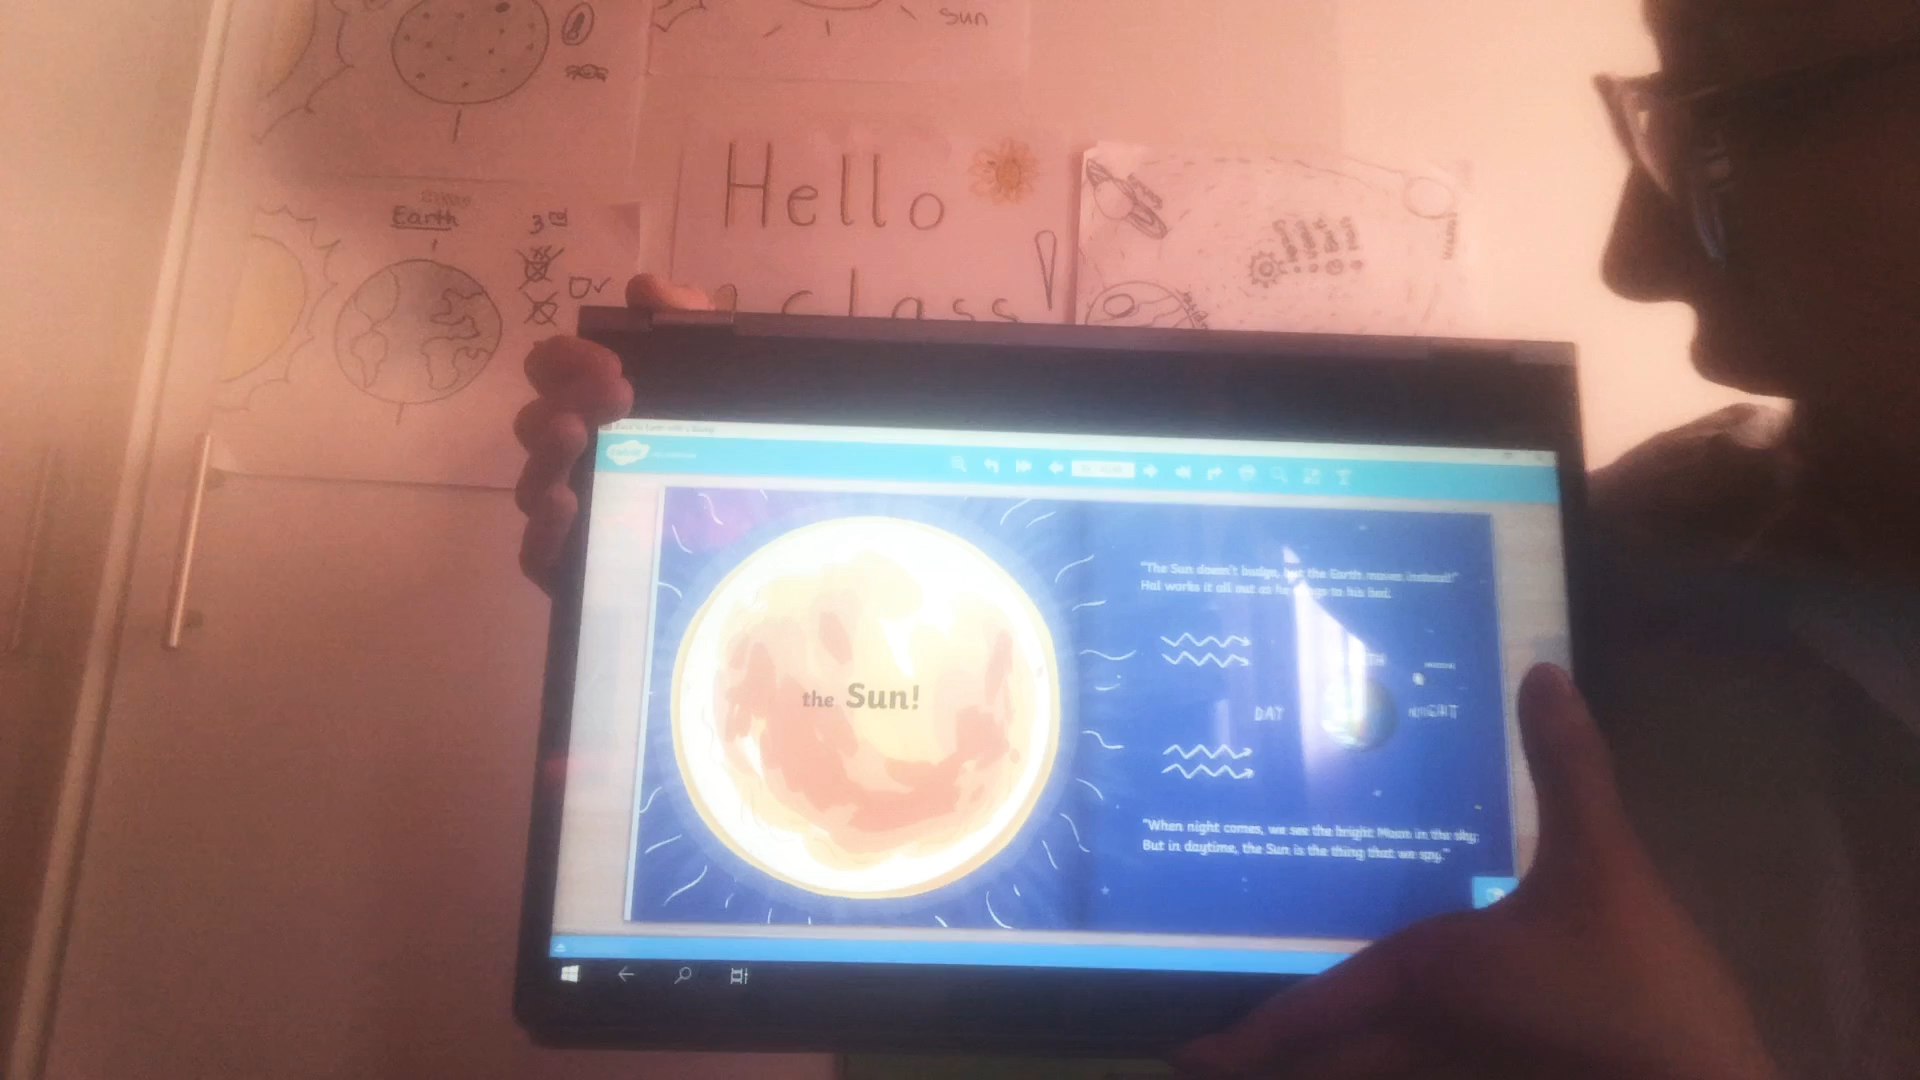 Sun
Hello
Earth
3rd
or
class!
the Sun!
"The Sun doesn't budge, but the Earth moves instead!"
Hal works it all out as he to his bed.
DAY
NIGHT
"When night comes, we see the bright Moon in the sky;
But in daytime, the Sun is the thing that we spy."